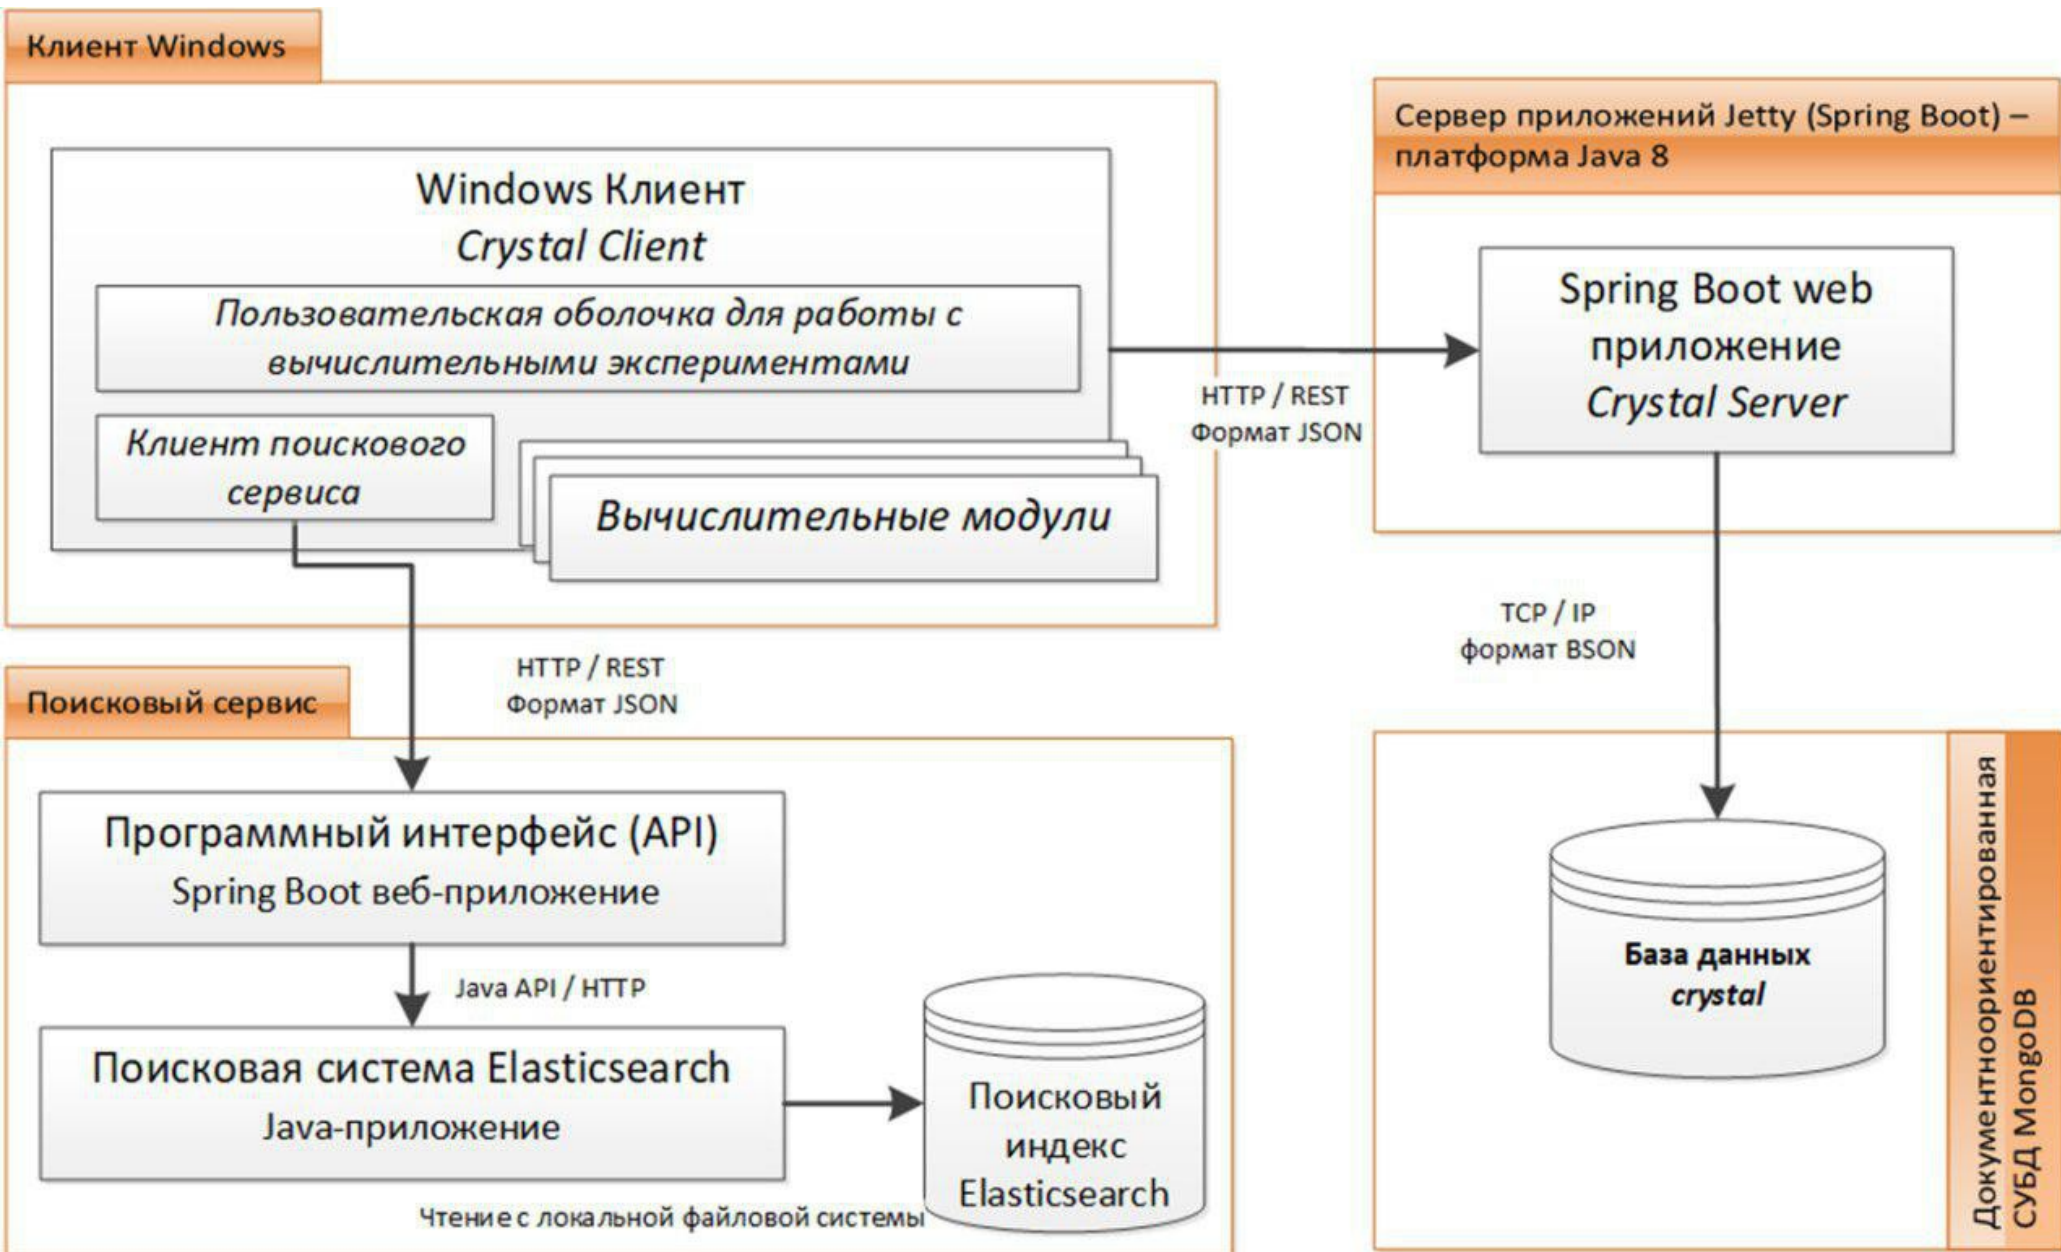 Клиент Windows
Windows Клиент
Crystal Client
Пользовательская оболочка для работы с
вычислительными экспериментами
Клиент поискового
сервиса
Вычислительные модули
HTTP / REST
Формат JSON
Сервер приложений Jetty (Spring Boot) –
платформа Java 8
Spring Boot web
приложение
Crystal Server
TCP / IP
формат BSON
HTTP / REST
Формат JSON
Поисковый сервис
Программный интерфейс (API)
Spring Boot веб-приложение
Java API / HTTP
Поисковая система Elasticsearch
Java-приложение
Чтение с локальной файловой системы
Поисковый
индекс
Elasticsearch
База данных
crystal
Документноориентированная
СУБД MongoDB